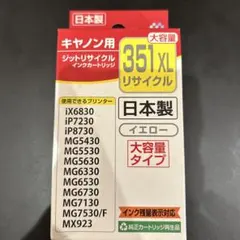 日本製
キヤノン用
大容量
ジットリサイクル
インクカートリッジ
351XL
リサイクル
使用できるプリンター
日本製
iX6830
iP7230
iP8730
MG5430
MG5530
MG5630
MG6330
MG6530
MG6730
MG7130
MG7530/F
MX923
イエロー
大容量
タイプ
インク残量表示対応
純正カートリッジ再生品